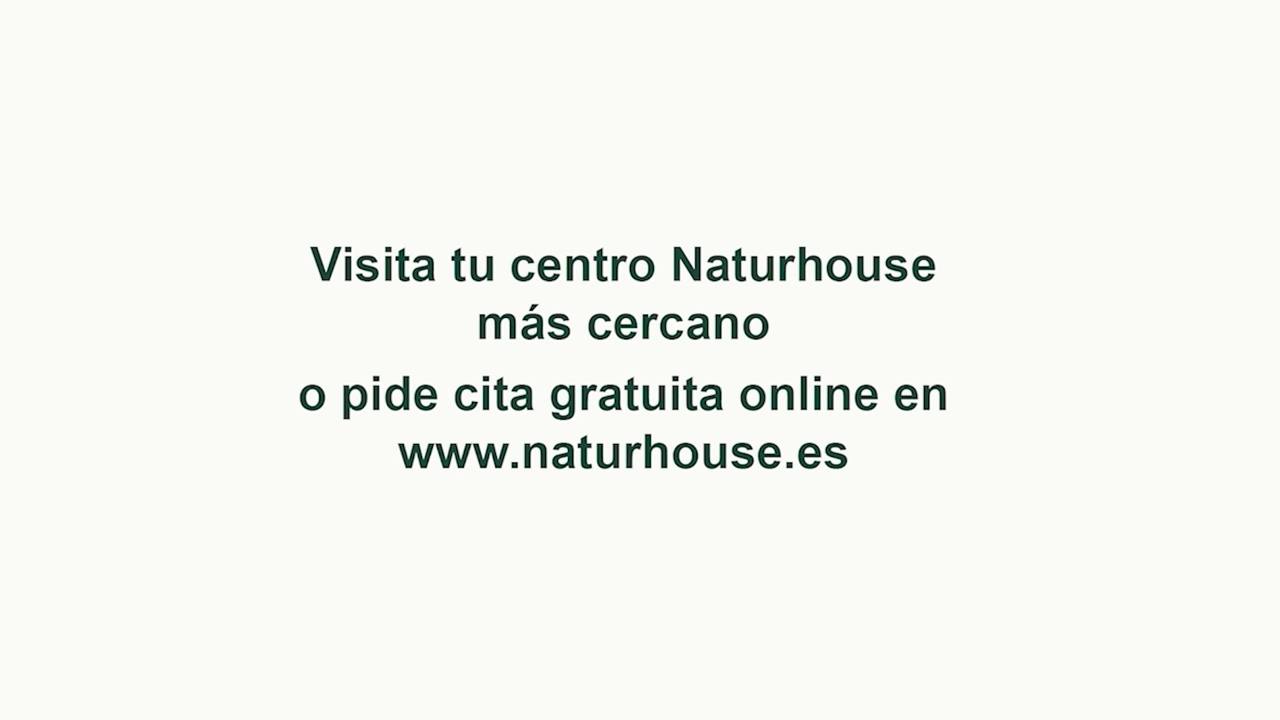 Visita tu centro Naturhouse
más cercano
o pide cita gratuita online en
www.naturhouse.es